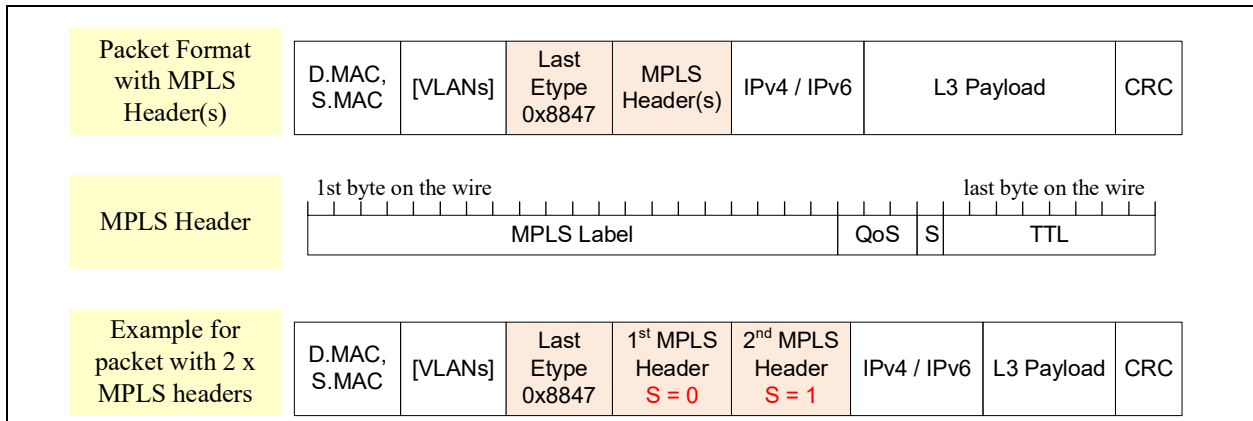 Packet Format
with MPLS
Header(s)
D.MAC,
S.MAC
[VLANs]
Last
Etype
0x8847
MPLS
Header(s)
IPv4 / IPv6
L3 Payload
CRC
MPLS Header
1st byte on the wire
last byte on the wire
MPLS Label
QoS
S
TTL
Example for
packet with 2 x
MPLS headers
D.MAC,
S.MAC
[VLANs]
Last
Etype
0x8847
1st MPLS
Header
S = 0
2nd MPLS
Header
S = 1
IPv4 / IPv6
L3 Payload
CRC